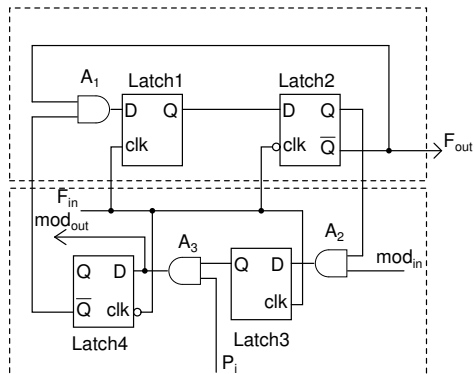 A1
Latch1
Latch2
D Q
clk
D Q
Q
clk
Fout
Fin
modout
A3
A2
modin
Q D
Q
clk
Q D
clk
Latch4
Latch3
Pi